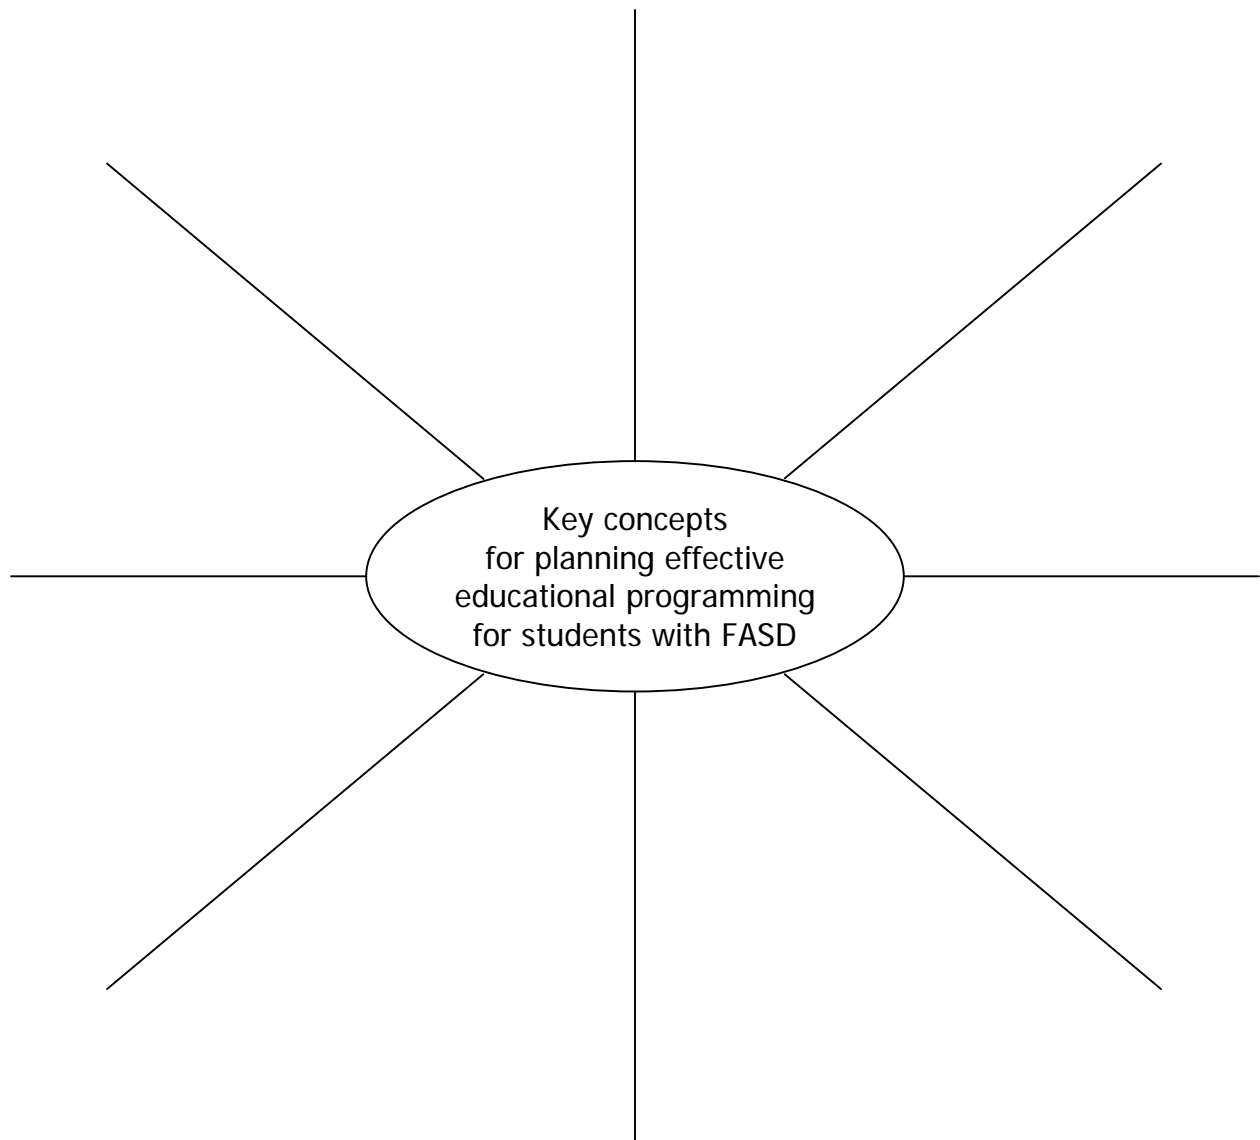 Key concepts
for planning effective
educational programming
for students with FASD